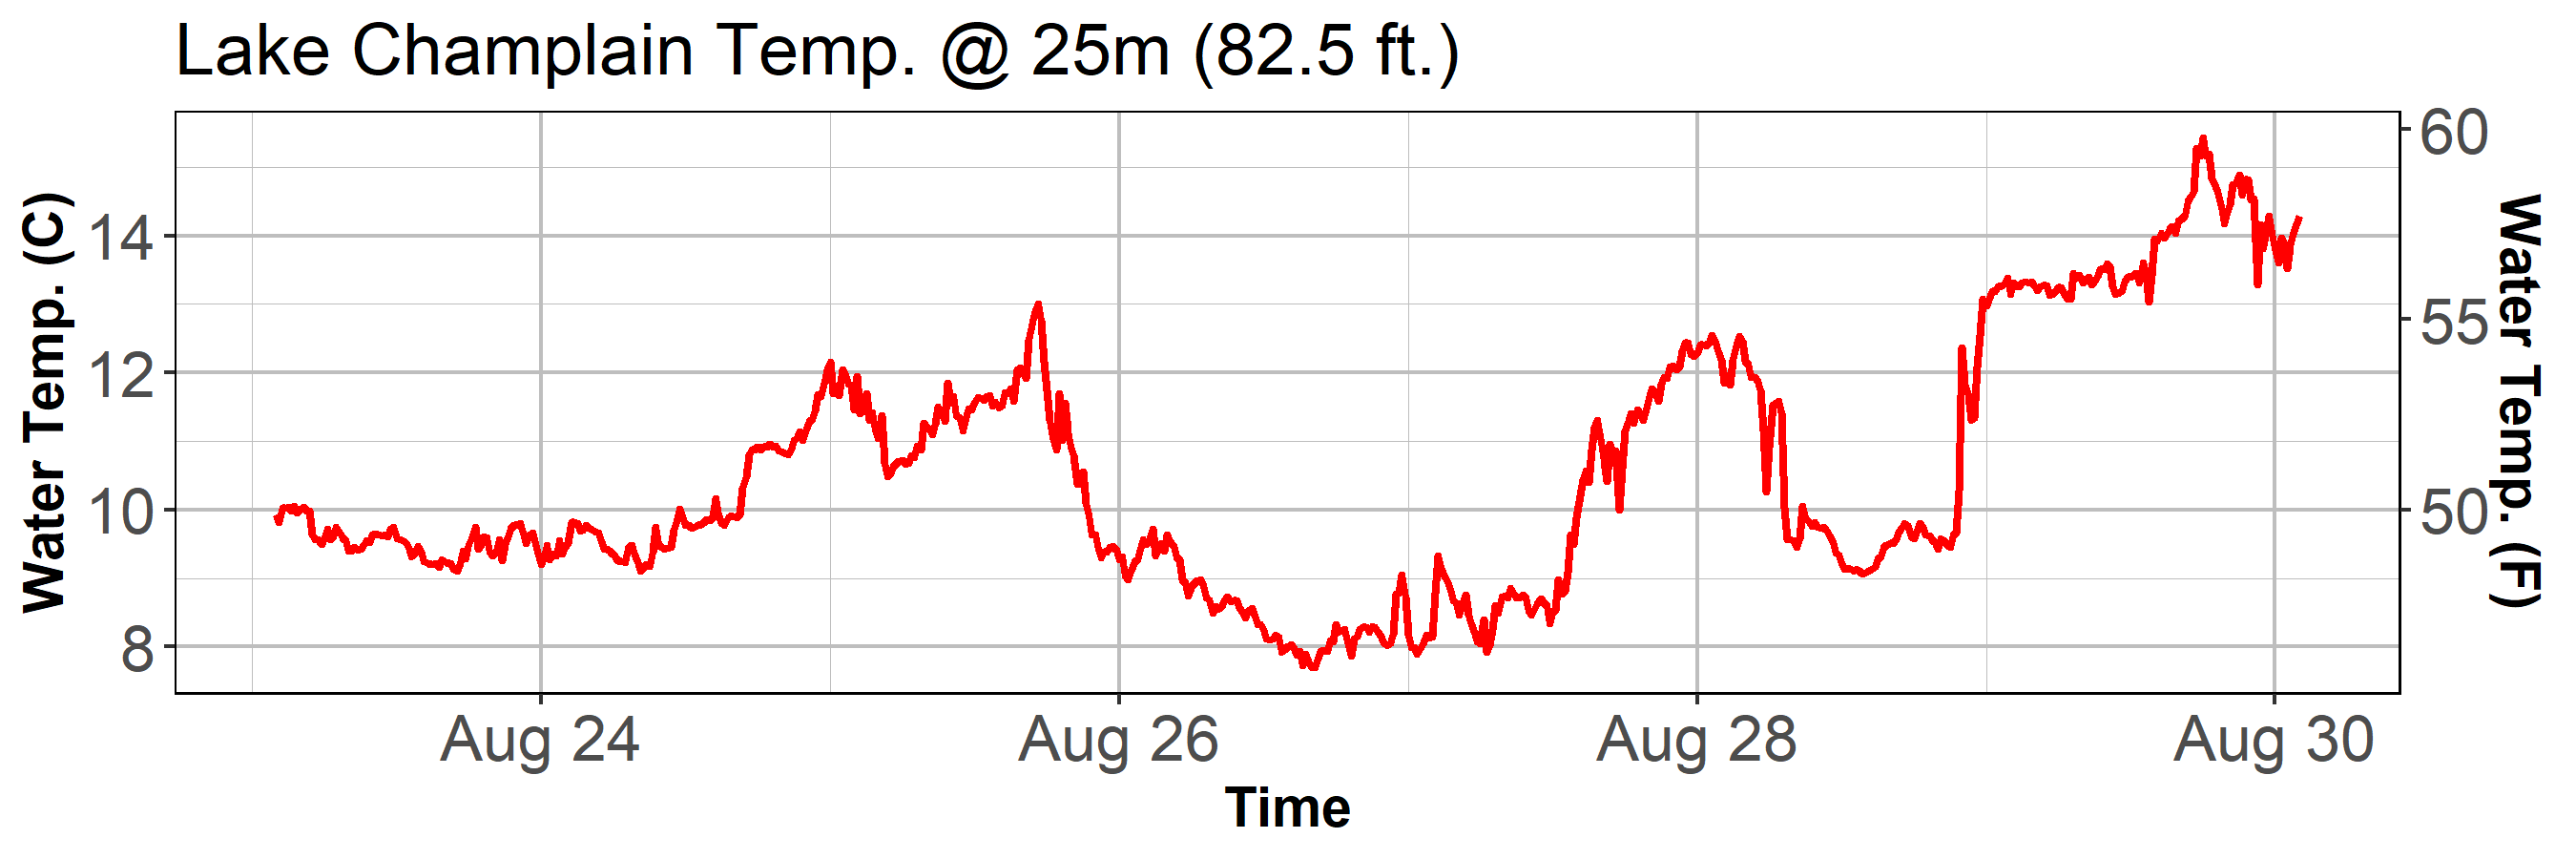 Lake Champlain Temp. @ 25m (82.5 ft.)
Water Temp. (C)
14
12
10
8
60
55
50
Water Temp. (F)
Aug 24
Aug 26
Aug 28
Aug 30
Time